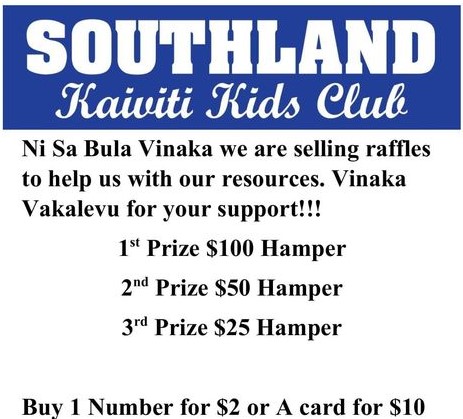 SOUTHLAND
Kaiviti Kids Club
Ni Sa Bula Vinaka we are selling raffles
to help us with our resources. Vinaka
Vakalevu for your support!!!
1st Prize $100 Hamper
2nd Prize $50 Hamper
3rd Prize $25 Hamper
Buy 1 Number for $2 or A card for $10